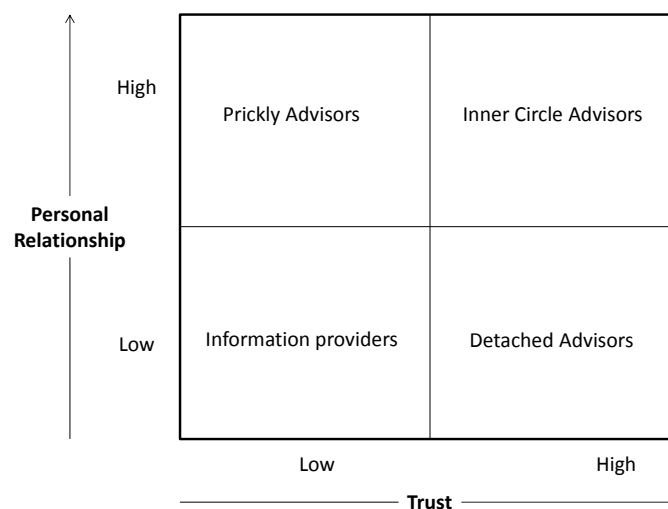 High
Prickly Advisors
Inner Circle Advisors
Personal
Relationship
Low
Information providers
Detached Advisors
Low
High
Trust